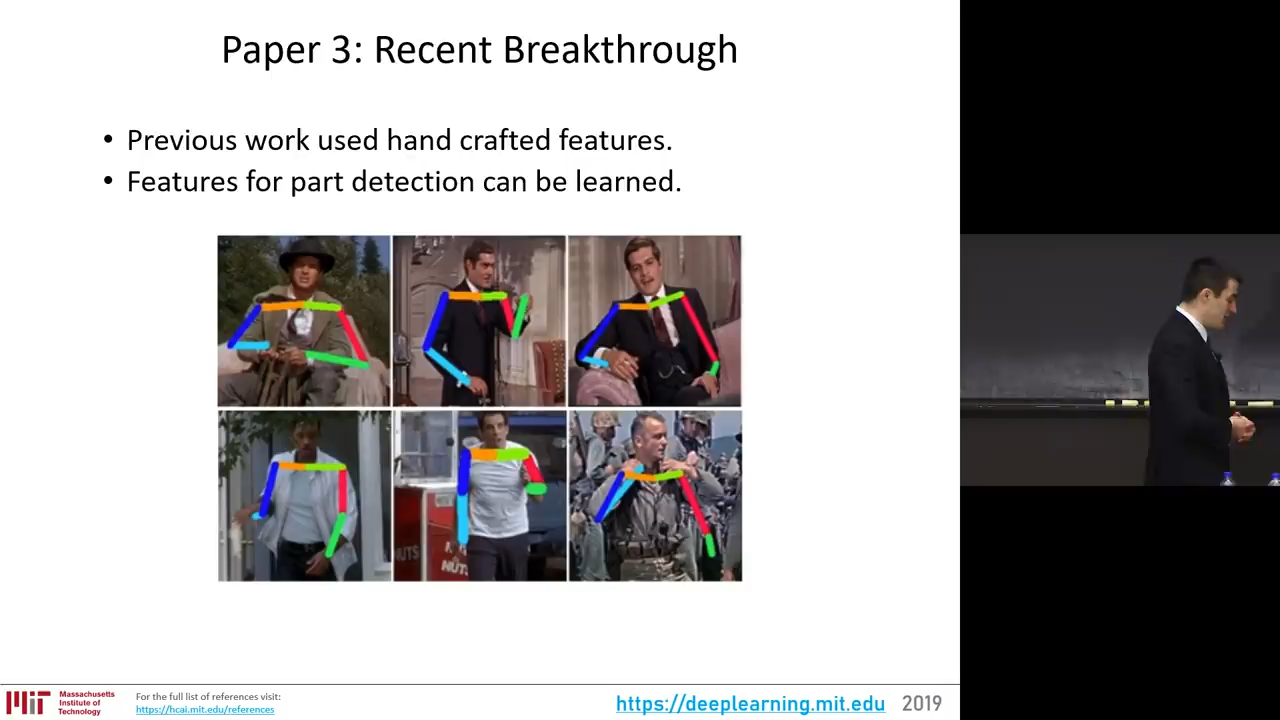 Paper 3: Recent Breakthrough
• Previous work used hand crafted features.
• Features for part detection can be learned.
NUTS
NUTS
Massachusetts
Institute of
Technology
For the full list of references visit:
https://hcai.mit.edu/references
https://deeplearning.mit.edu 2019